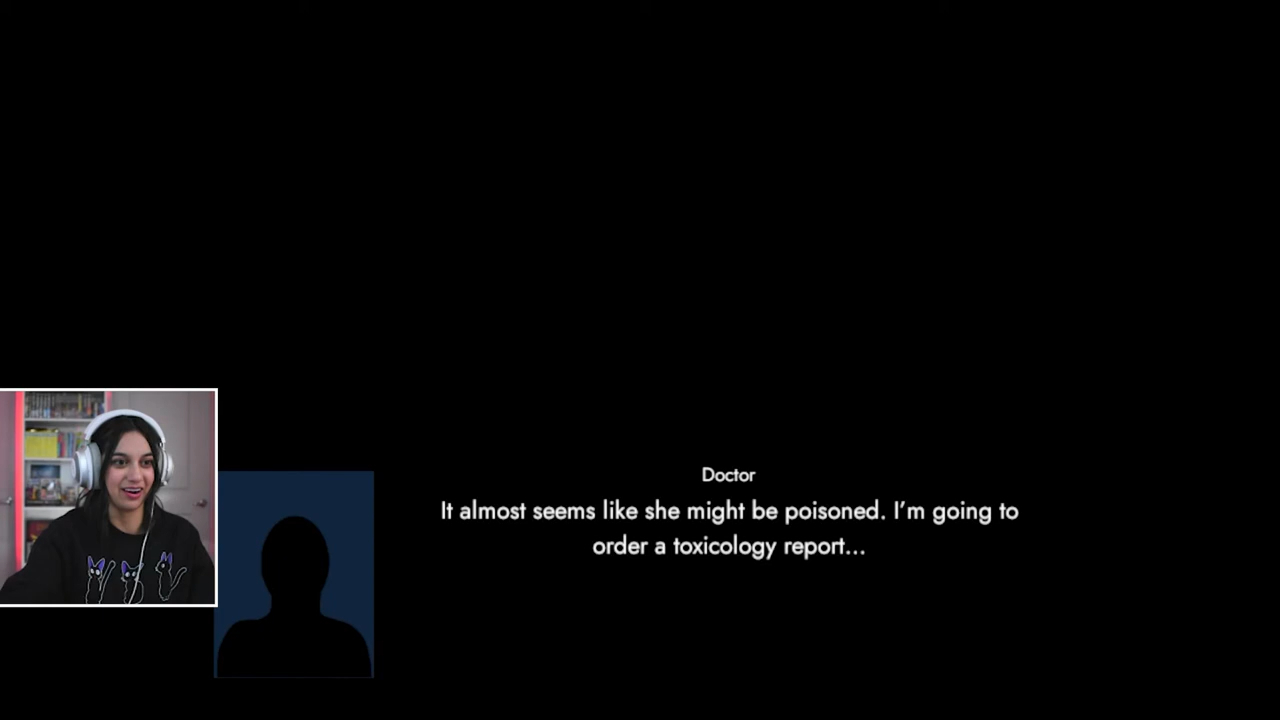 Doctor
It almost seems like she might be poisoned. I'm going to
order a toxicology report...